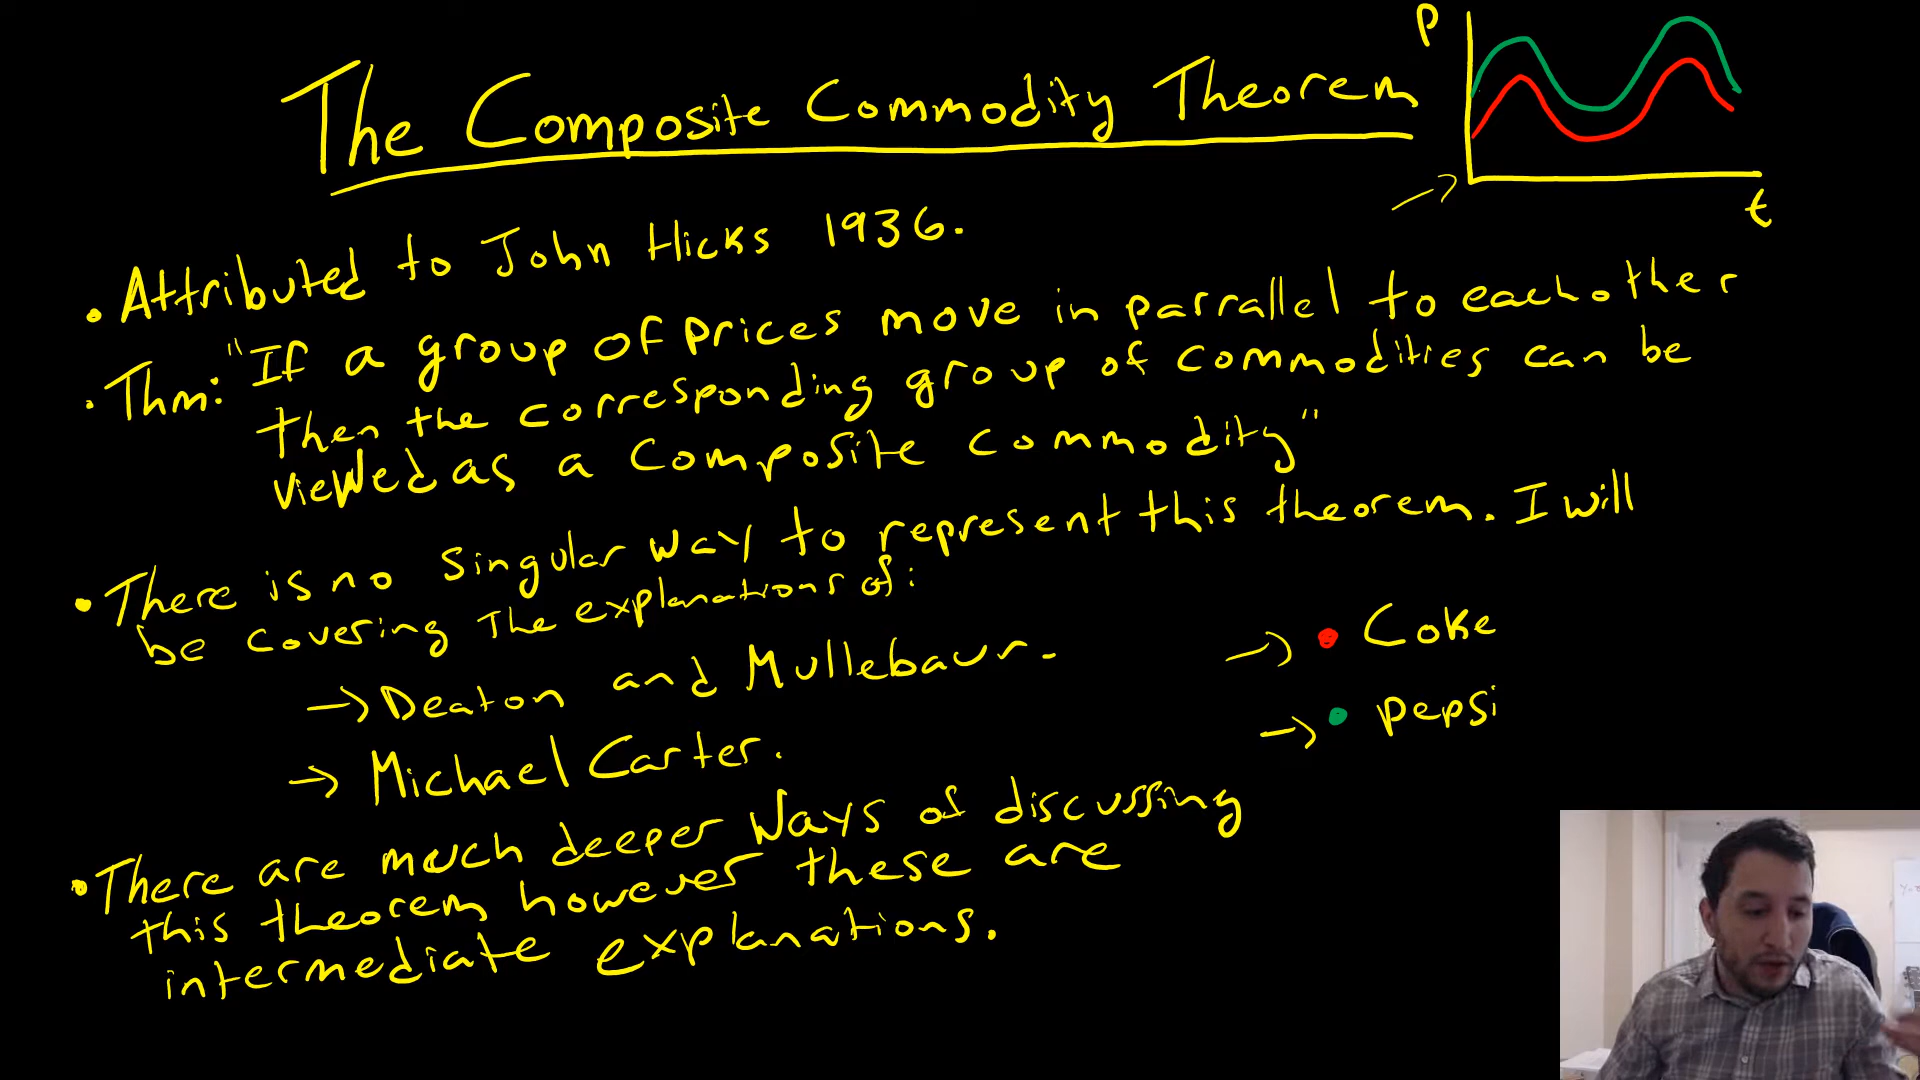 The Composite Commodity Theorem
P
t
• Attributed to John Hicks 1936.
• Thm: "If a group of prices move in parrallel to each other
then the corresponding group of commodities can be
viewed as a composite commodity"
• There is no singular way to represent this theorem. I will
be covering the explanations of:
→ Deaton and Mullebaur.
→ Michael Carter.
→ • Coke
→ • Pepsi
• There are much deeper ways of discussing
this theorem however these are
intermediate explanations.